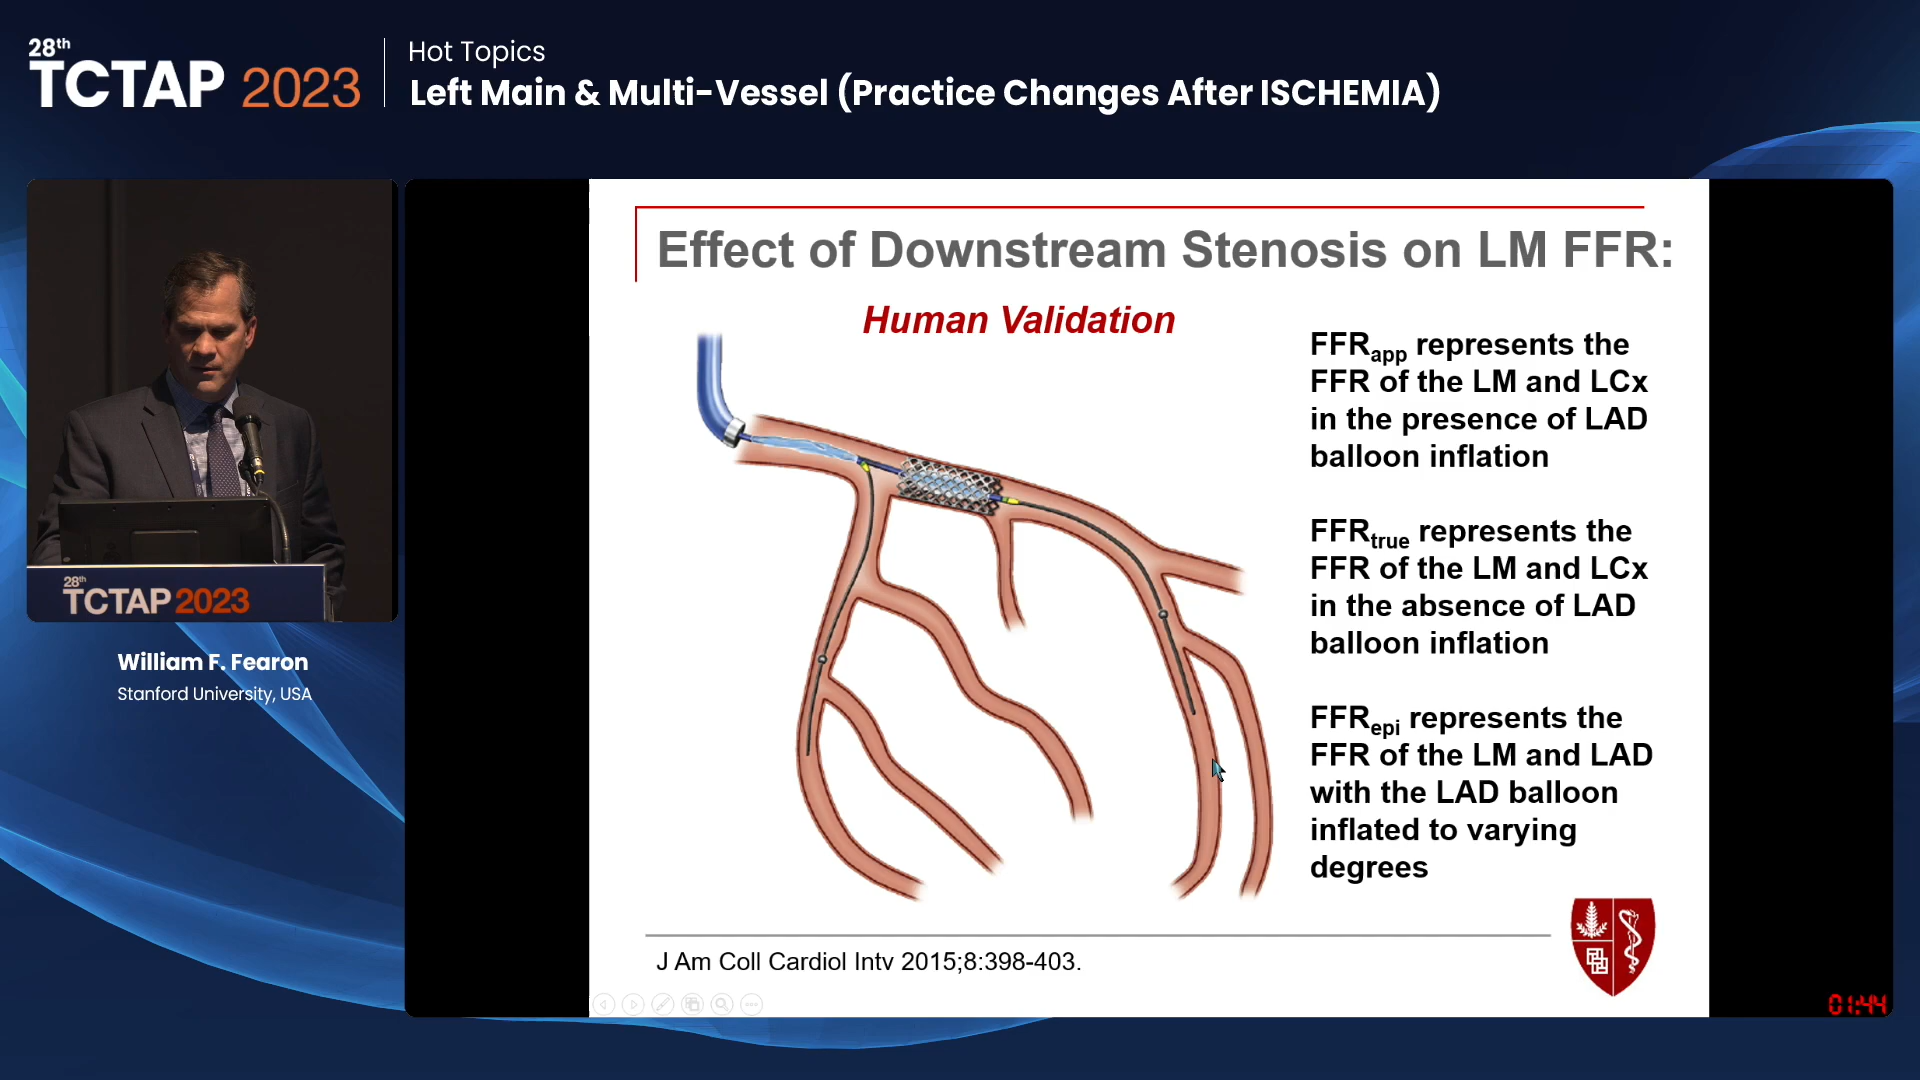 28th
TCTAP 2023
Hot Topics
Left Main & Multi-Vessel (Practice Changes After ISCHEMIA)
28th
TCTAP 2023
William F. Fearon
Stanford University, USA
Effect of Downstream Stenosis on LM FFR:
Human Validation
FFRapp represents the
FFR of the LM and LCx
in the presence of LAD
balloon inflation
FFRtrue represents the
FFR of the LM and LCx
in the absence of LAD
balloon inflation
FFRepi represents the
FFR of the LM and LAD
with the LAD balloon
inflated to varying
degrees
J Am Coll Cardiol Intv 2015;8:398-403.
01:44